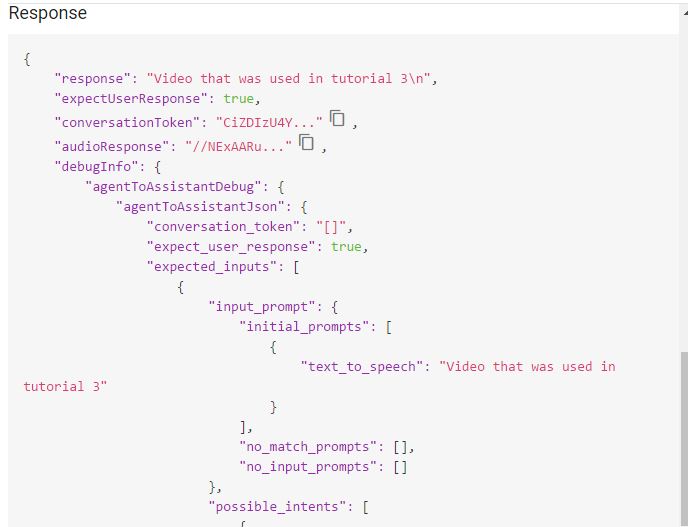 Response
{
"response": "Video that was used in tutorial 3\n",
"expectUserResponse": true,
"conversationToken": "CiZDIzU4Y..." ,
"audioResponse": "//NExAARu..." ,
"debugInfo": {
"agentToAssistantDebug": {
"agentToAssistantJson": {
"conversation_token": "[]",
"expect_user_response": true,
"expected_inputs": [
{
"input_prompt": {
"initial_prompts": [
{
"text_to_speech": "Video that was used in
tutorial 3"
}
],
"no_match_prompts": [],
"no_input_prompts": []
},
"possible_intents": [
{